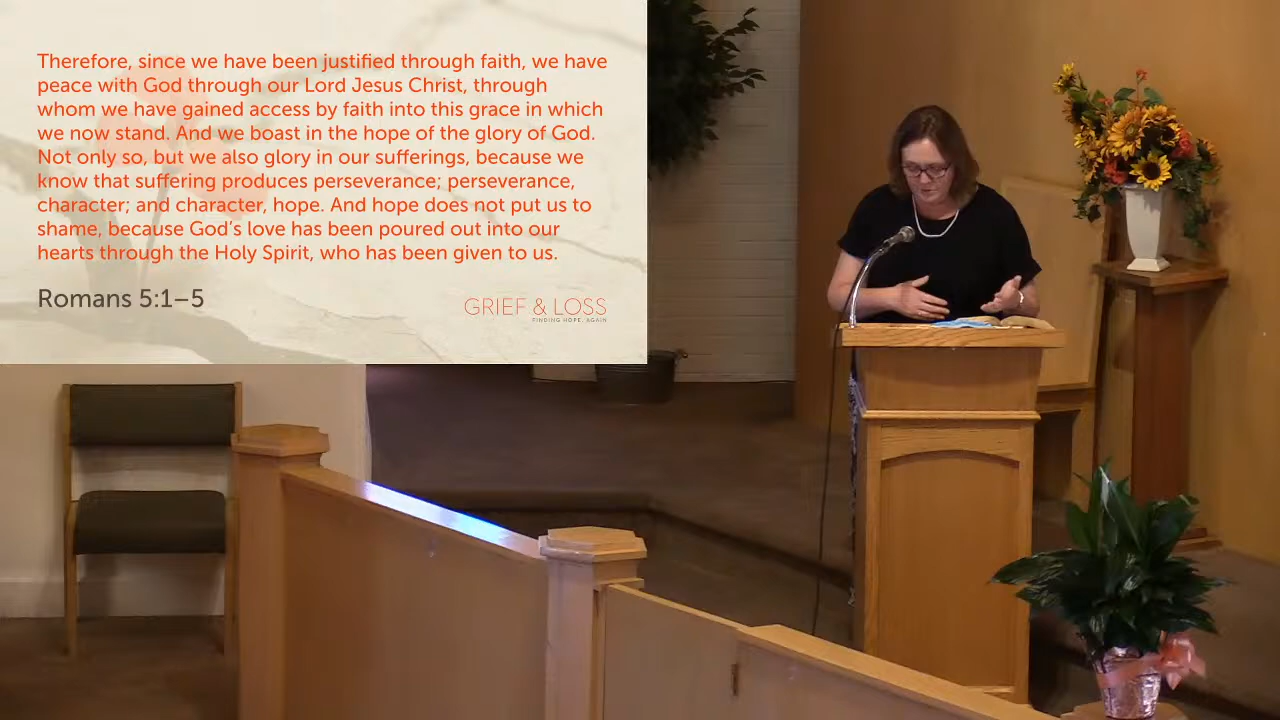 Therefore, since we have been justified through faith, we have
peace with God through our Lord Jesus Christ, through
whom we have gained access by faith into this grace in which
we now stand. And we boast in the hope of the glory of God.
Not only so, but we also glory in our sufferings, because we
know that suffering produces perseverance; perseverance,
character; and character, hope. And hope does not put us to
shame, because God's love has been poured out into our
hearts through the Holy Spirit, who has been given to us.
Romans 5:1–5
GRIEF & LOSS
FINDING HOPE. AGAIN